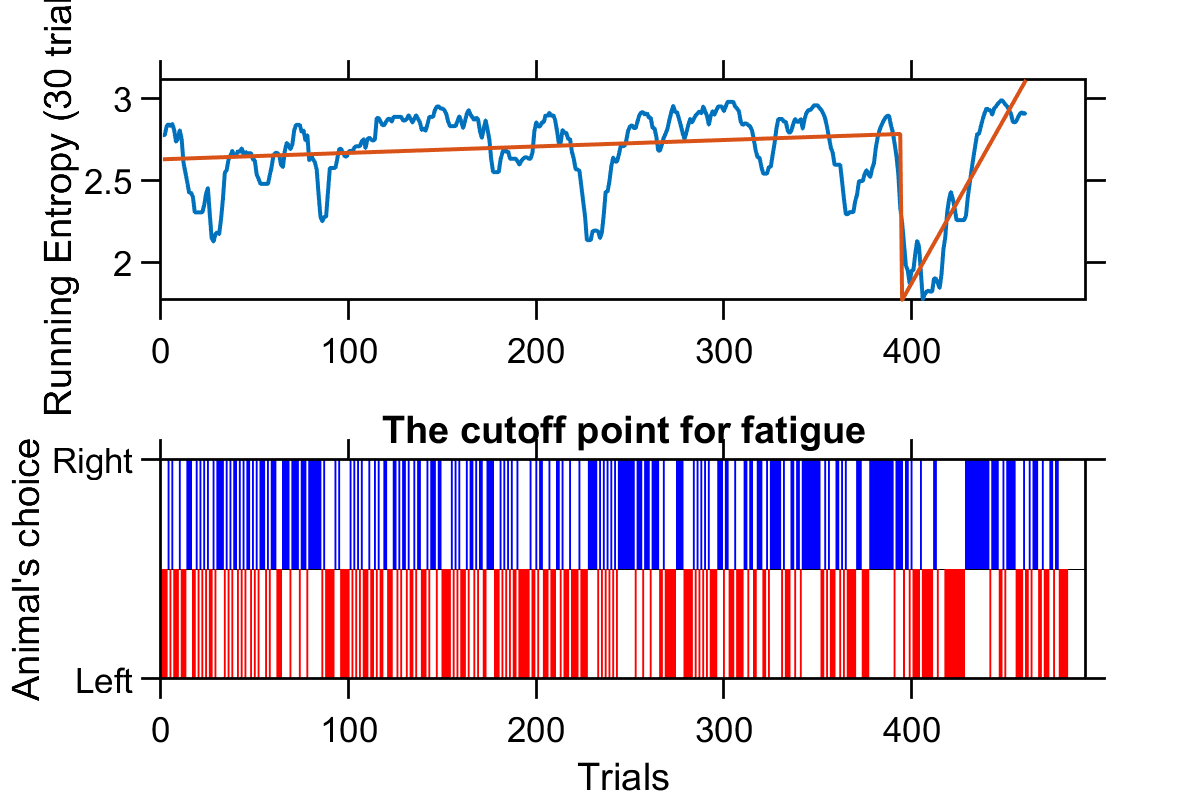 Running Entropy (30 trial
3
2.5
2
0 100 200 300 400
The cutoff point for fatigue
Animal's choice
Right
Left
0 100 200 300 400
Trials